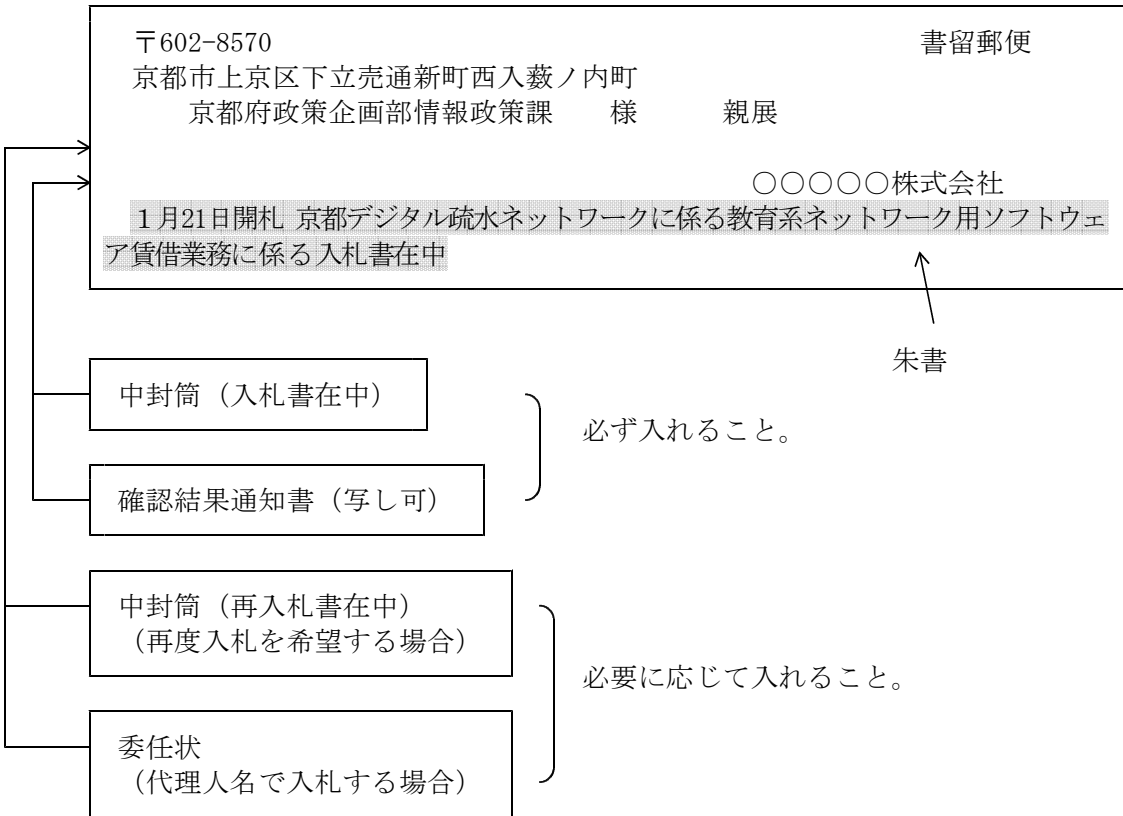 〒602-8570　書留郵便
京都市上京区下立売通新町西入薮ノ内町
京都府政策企画部情報政策課　様　親展
○○○○○株式会社
1月21日開札 京都デジタル疏水ネットワークに係る教育系ネットワーク用ソフトウェ
ア賃借業務に係る入札書在中
朱書
中封筒（入札書在中）
必ず入れること。
確認結果通知書（写し可）
中封筒（再入札書在中）
（再度入札を希望する場合）
必要に応じて入れること。
委任状
（代理人名で入札する場合）